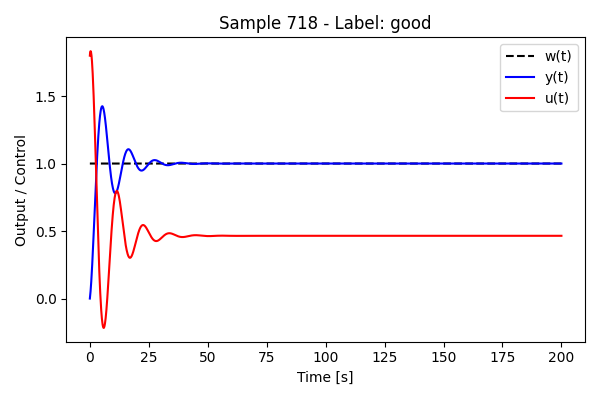 Sample 718 - Label: good
w(t)
y(t)
u(t)
Output / Control
1.5
1.0
0.5
0.0
0 25 50 75 100 125 150 175 200
Time [s]